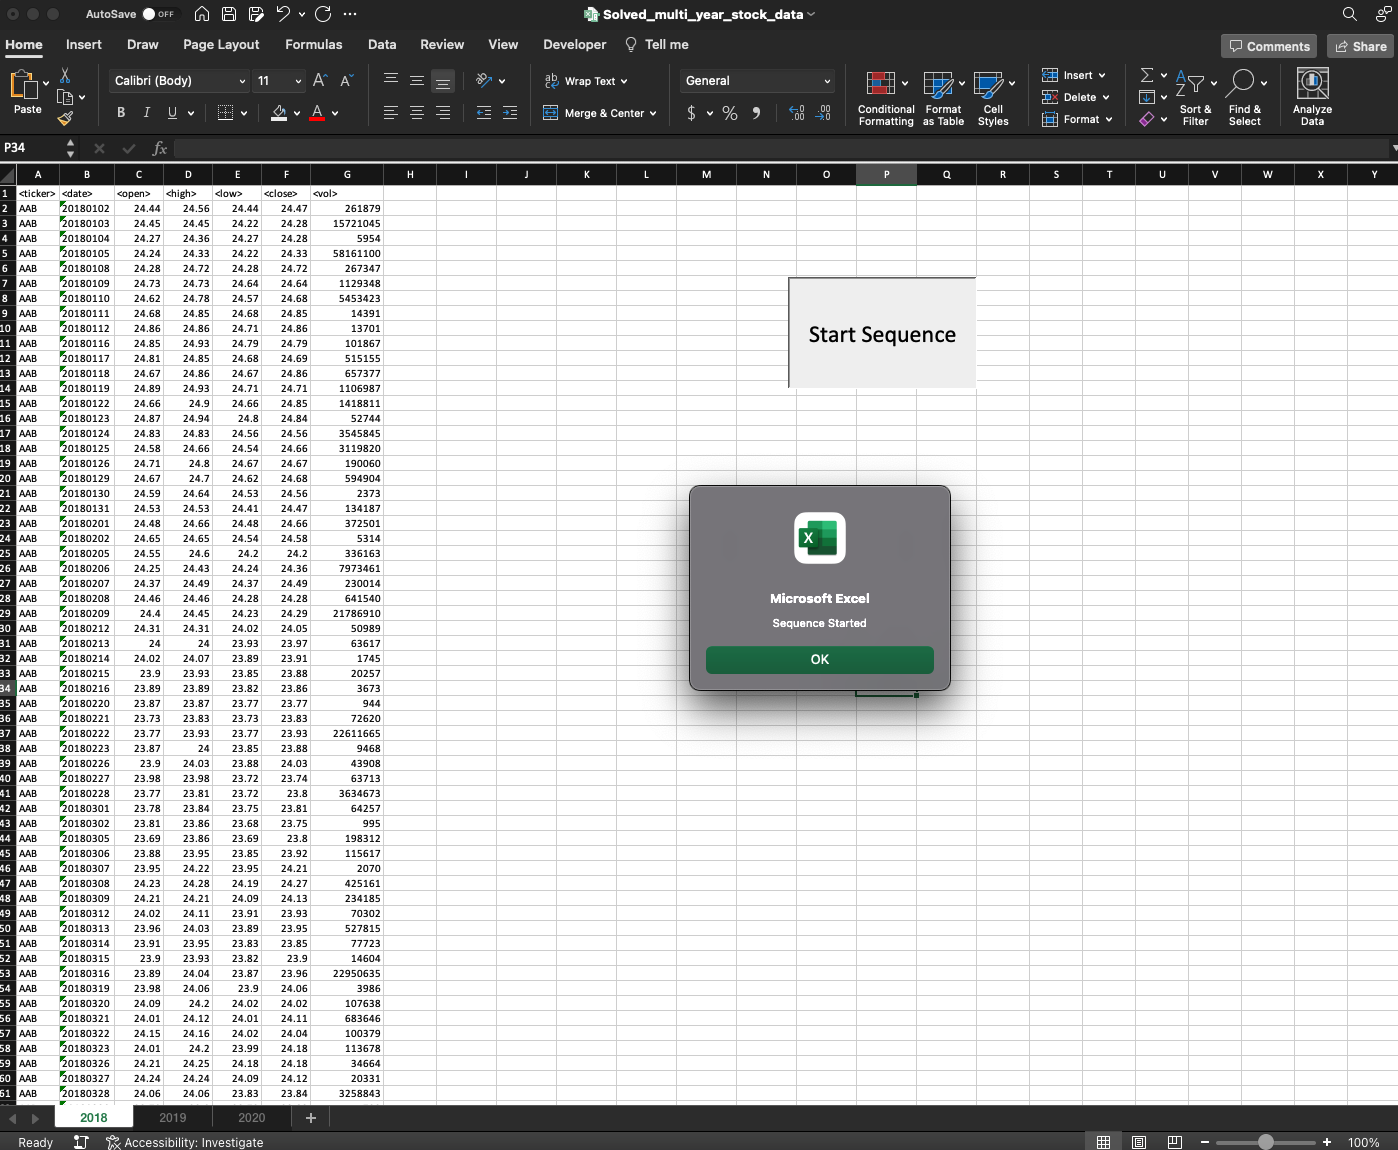 AutoSave OFF Solved_multi_year_stock_data
Home Insert Draw Page Layout Formulas Data Review View Developer Tell me Comments Share
Paste Calibri (Body) 11 Wrap Text General Insert
Merge & Center Delete
Conditional Formatting Format as Table Cell Styles Format Sort & Filter Find & Select Analyze Data
B I U A $ % fx
P34
A B C D E F G H I J K L M N O P Q R S T U V W X Y
1 <ticker> <date> <open> <high> <low> <close> <vol>
2 AAB 20180102 24.44 24.56 24.44 24.47 261879
3 AAB 20180103 24.45 24.45 24.22 24.28 15721045
4 AAB 20180104 24.27 24.36 24.27 24.28 5954
5 AAB 20180105 24.24 24.33 24.22 24.33 58161100
6 AAB 20180108 24.28 24.72 24.28 24.72 267347
7 AAB 20180109 24.73 24.73 24.64 24.64 1129348
8 AAB 20180110 24.62 24.78 24.57 24.68 5453423
9 AAB 20180111 24.68 24.85 24.68 24.85 14391
10 AAB 20180112 24.86 24.86 24.71 24.86 13701
11 AAB 20180116 24.85 24.93 24.79 24.79 101867
12 AAB 20180117 24.81 24.85 24.68 24.69 515155
13 AAB 20180118 24.67 24.86 24.67 24.86 657377
14 AAB 20180119 24.89 24.93 24.71 24.71 1106987
15 AAB 20180122 24.66 24.9 24.66 24.85 1418811
16 AAB 20180123 24.87 24.94 24.8 24.84 52744
17 AAB 20180124 24.83 24.83 24.56 24.56 3545845
18 AAB 20180125 24.58 24.66 24.54 24.66 3119820
19 AAB 20180126 24.71 24.8 24.67 24.67 190060
20 AAB 20180129 24.67 24.7 24.62 24.68 594904
21 AAB 20180130 24.59 24.64 24.53 24.56 2373
22 AAB 20180131 24.53 24.53 24.41 24.47 134187
23 AAB 20180201 24.48 24.66 24.48 24.66 372501
24 AAB 20180202 24.65 24.65 24.54 24.58 5314
25 AAB 20180205 24.55 24.6 24.2 24.2 336163
26 AAB 20180206 24.25 24.43 24.24 24.36 7973461
27 AAB 20180207 24.37 24.49 24.37 24.49 230014
28 AAB 20180208 24.46 24.46 24.28 24.28 641540
29 AAB 20180209 24.4 24.45 24.23 24.29 21786910
30 AAB 20180212 24.31 24.31 24.02 24.05 50989
31 AAB 20180213 24 24 23.93 23.97 63617
32 AAB 20180214 24.02 24.07 23.89 23.91 1745
33 AAB 20180215 23.9 23.93 23.85 23.88 20257
34 AAB 20180216 23.89 23.89 23.82 23.86 3673
35 AAB 20180220 23.87 23.87 23.77 23.77 944
36 AAB 20180221 23.73 23.83 23.73 23.83 72620
37 AAB 20180222 23.77 23.93 23.77 23.93 22611665
38 AAB 20180223 23.87 24 23.85 23.88 9468
39 AAB 20180226 23.9 24.03 23.88 24.03 43908
40 AAB 20180227 23.98 23.98 23.72 23.74 63713
41 AAB 20180228 23.77 23.81 23.72 23.8 3634673
42 AAB 20180301 23.78 23.84 23.75 23.81 64257
43 AAB 20180302 23.81 23.86 23.68 23.75 995
44 AAB 20180305 23.69 23.86 23.69 23.8 198312
45 AAB 20180306 23.88 23.95 23.85 23.92 115617
46 AAB 20180307 23.95 24.22 23.95 24.21 2070
47 AAB 20180308 24.23 24.28 24.19 24.27 425161
48 AAB 20180309 24.21 24.21 24.09 24.13 234185
49 AAB 20180312 24.02 24.11 23.91 23.93 70302
50 AAB 20180313 23.96 24.03 23.89 23.95 527815
51 AAB 20180314 23.91 23.95 23.83 23.85 77723
52 AAB 20180315 23.9 23.93 23.82 23.9 14604
53 AAB 20180316 23.89 24.04 23.87 23.96 22950635
54 AAB 20180319 23.98 24.06 23.9 24.06 3986
55 AAB 20180320 24.09 24.2 24.02 24.02 107638
56 AAB 20180321 24.01 24.12 24.01 24.11 683646
57 AAB 20180322 24.15 24.16 24.02 24.04 100379
58 AAB 20180323 24.01 24.2 23.99 24.18 113678
59 AAB 20180326 24.21 24.25 24.18 24.18 34664
60 AAB 20180327 24.24 24.24 24.09 24.12 20331
61 AAB 20180328 24.06 24.06 23.83 23.84 3258843
Start Sequence
Microsoft Excel
Sequence Started
OK
2018 2019 2020 +
Ready Accessibility: Investigate 100%